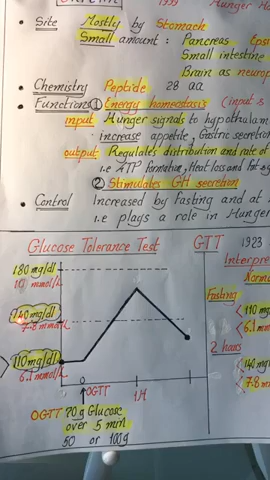 1999 Hunger Ho
• Site Mostly by Stomach
Small amount: Pancreas Epsi
Small intestine
Brain as neurop
• Chemistry Peptide 28 aa
• Functions ① Energy homeostasis (input s
input Hunger signals to hypothalam
increase appetite, Gastric secretion
output Regulates distribution and rate of
i.e ATP formation, Heat loss and Fat s
② Stimulates GH secretion
• Control Increased by Fasting and at
i.e plays a role in Hunger
Glucose Tolerance Test
GTT 1923
180 mg/dl
10 mmol/L
140 mg/dl
7.8 mmol/L
110 mg/dl
6.1 mmol/L
0
OGTT
1H
OGTT 70g Glucose
over 5 min
50 or 100g
Interpre
Norma
Fasting
< 110 mg
< 6.1 m
2 hours
< 140 mg
< 7.8 m